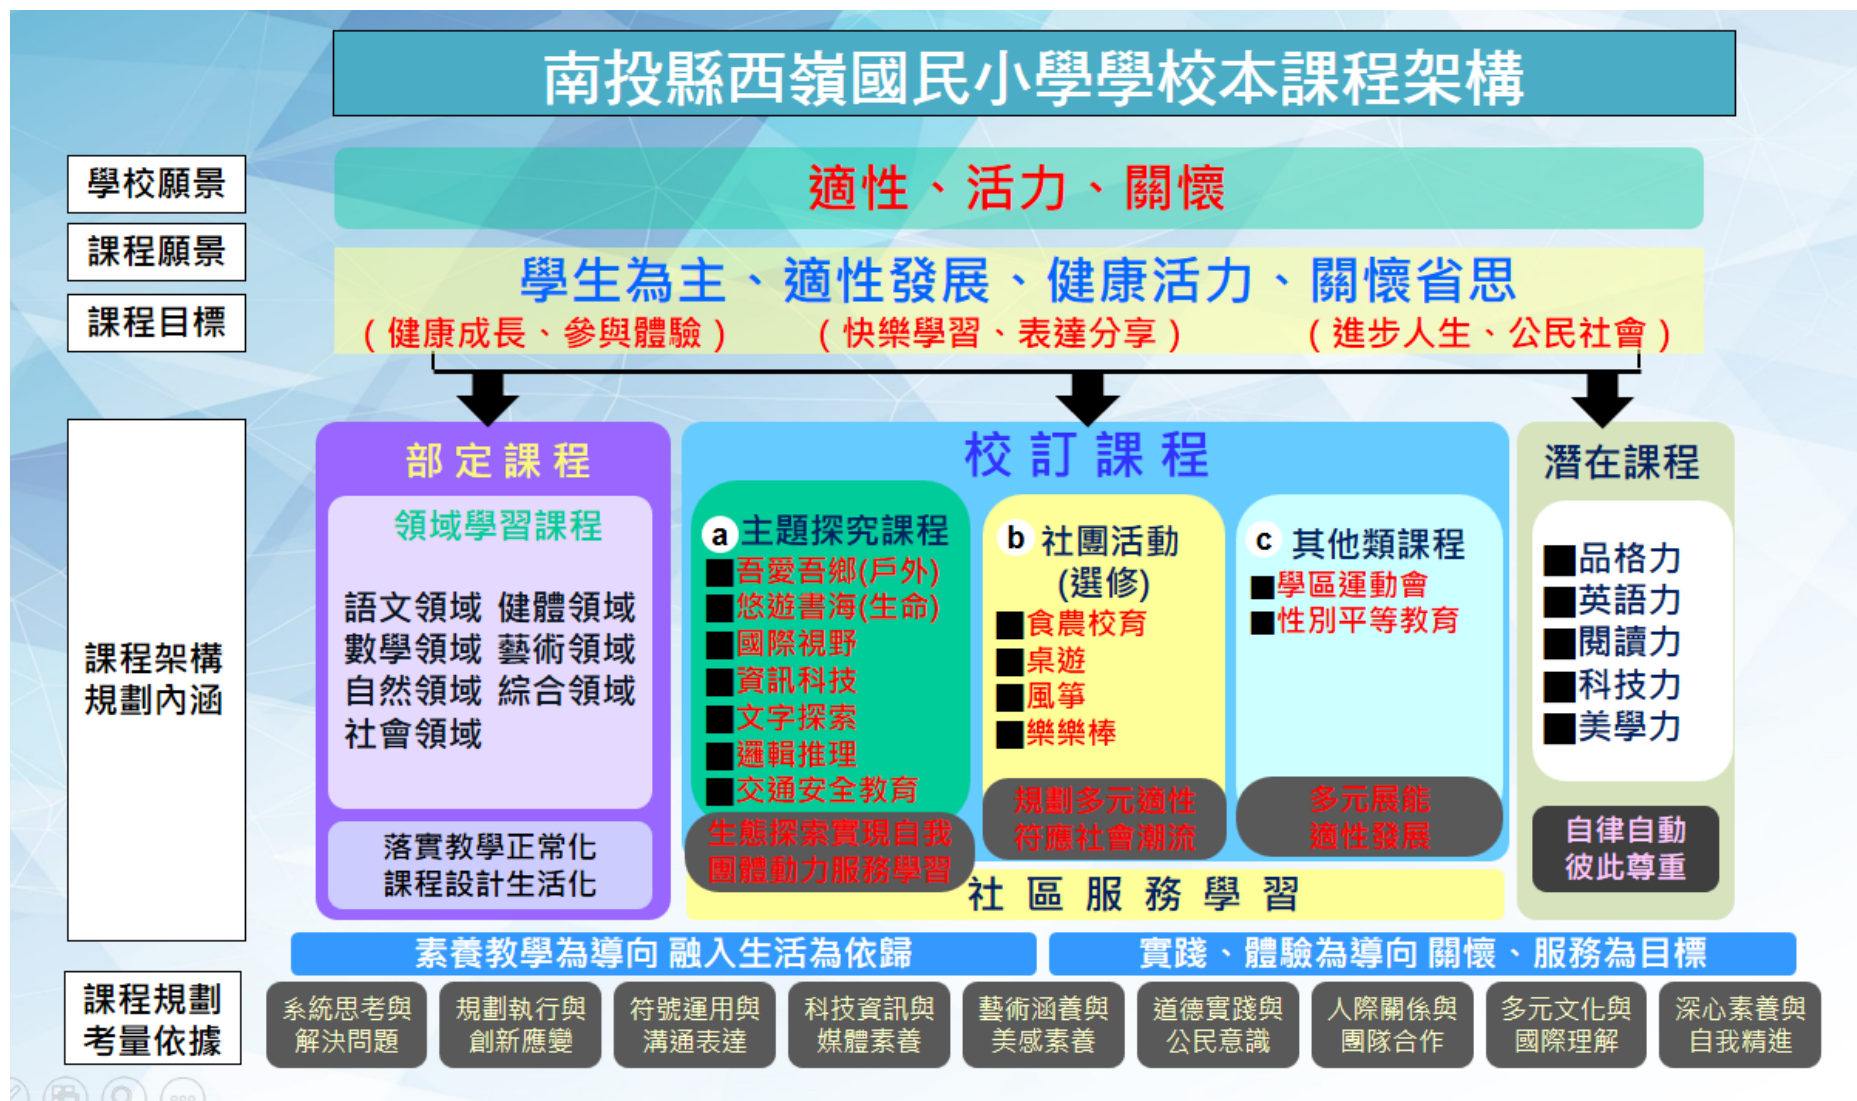 南投縣西嶺國民小學學校本課程架構
學校願景
適性、活力、關懷
課程願景
學生為主、適性發展、健康活力、關懷省思
課程目標
(健康成長、參與體驗) (快樂學習、表達分享) (進步人生、公民社會)
課程架構
規劃內涵
部定課程
領域學習課程
語文領域 健體領域
數學領域 藝術領域
自然領域 綜合領域
社會領域
落實教學正常化
課程設計生活化
校訂課程
a 主題探究課程
■吾愛吾鄉(戶外)
■悠遊書海(生命)
■國際視野
■資訊科技
■文字探索
■邏輯推理
■交通安全教育
生態探索實現自我
團體動力服務學習
b 社團活動
(選修)
■食農校育
■桌遊
■風箏
■樂樂棒
規劃多元適性
符應社會潮流
c 其他類課程
■學區運動會
■性別平等教育
多元展能
適性發展
社區服務學習
潛在課程
■品格力
■英語力
■閱讀力
■科技力
■美學力
自律自動
彼此尊重
素養教學為導向 融入生活為依歸
實踐、體驗為導向 關懷、服務為目標
課程規劃
考量依據
系統思考與
解決問題
規劃執行與
創新應變
符號運用與
溝通表達
科技資訊與
媒體素養
藝術涵養與
美感素養
道德實踐與
公民意識
人際關係與
團隊合作
多元文化與
國際理解
深心素養與
自我精進